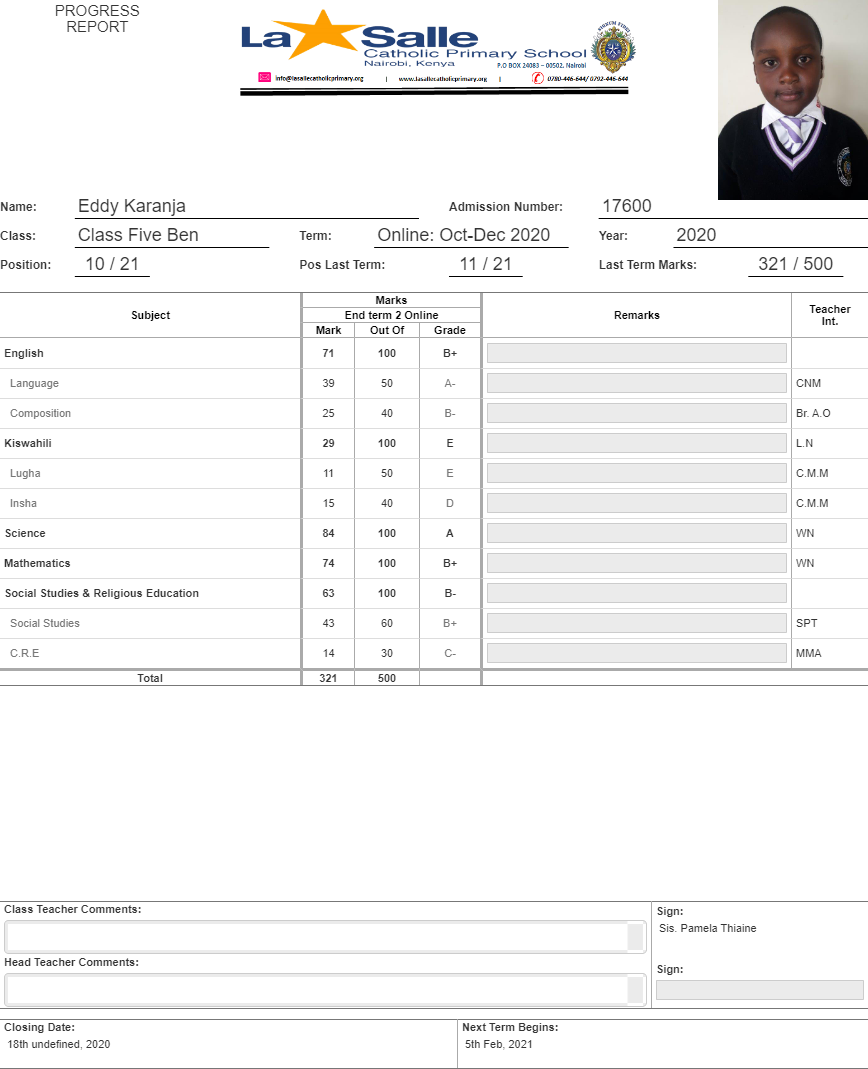 PROGRESS
REPORT
La Salle
Catholic Primary School
Nairobi, Kenya
P.O BOX 24083 – 00502, Nairobi
info@lasallecatholicprimary.org | www.lasallecatholicprimary.org | 0780-446-644/ 0792-446-644
Name: Eddy Karanja Admission Number: 17600
Class: Class Five Ben Term: Online: Oct-Dec 2020 Year: 2020
Position: 10 / 21 Pos Last Term: 11 / 21 Last Term Marks: 321 / 500
Subject Marks Remarks Teacher Int.
End term 2 Online
Mark Out Of Grade
English 71 100 B+
Language 39 50 A- CNM
Composition 25 40 B- Br. A.O
Kiswahili 29 100 E L.N
Lugha 11 50 E C.M.M
Insha 15 40 D C.M.M
Science 84 100 A WN
Mathematics 74 100 B+ WN
Social Studies & Religious Education 63 100 B-
Social Studies 43 60 B+ SPT
C.R.E 14 30 C- MMA
Total 321 500
Class Teacher Comments: Sign:
Sis. Pamela Thiaine
Head Teacher Comments: Sign:
Closing Date: Next Term Begins:
18th undefined, 2020 5th Feb, 2021